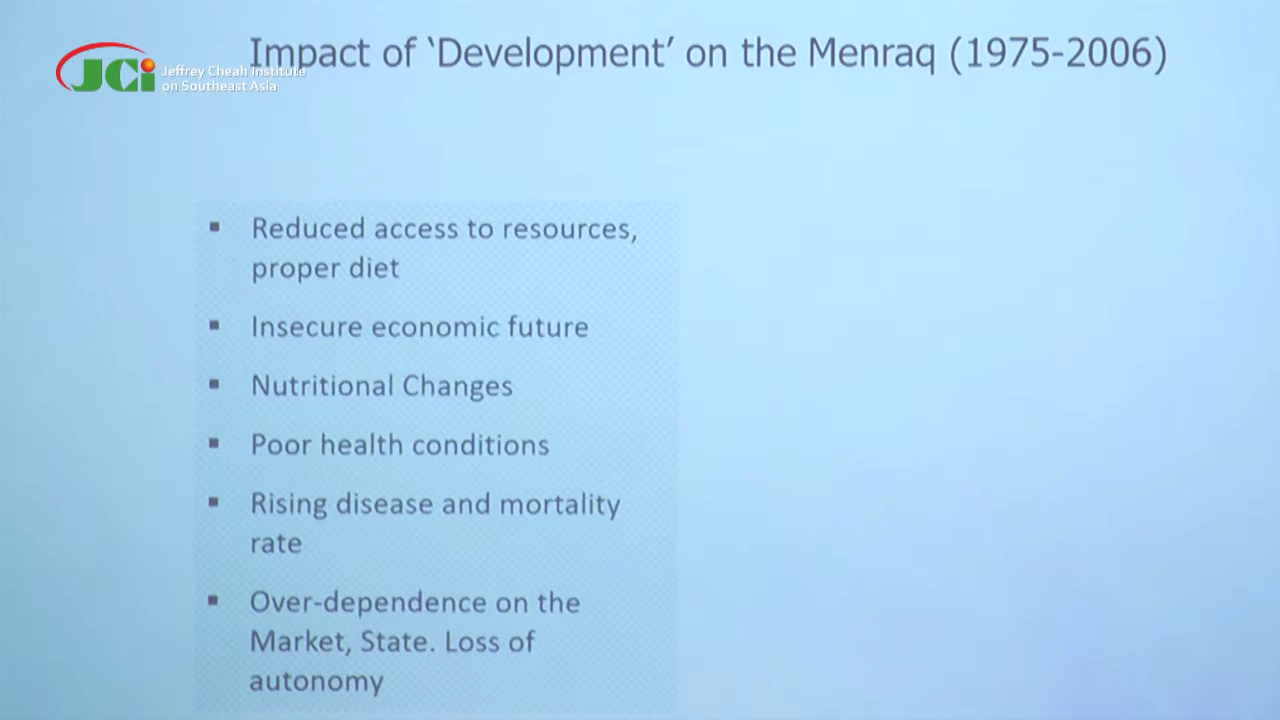 Impact of ‘Development’ on the Menraq (1975-2006)
JCi
Jeffrey Cheah Institute
on Southeast Asia
▪ Reduced access to resources,
proper diet
▪ Insecure economic future
▪ Nutritional Changes
▪ Poor health conditions
▪ Rising disease and mortality
rate
▪ Over-dependence on the
Market, State. Loss of
autonomy